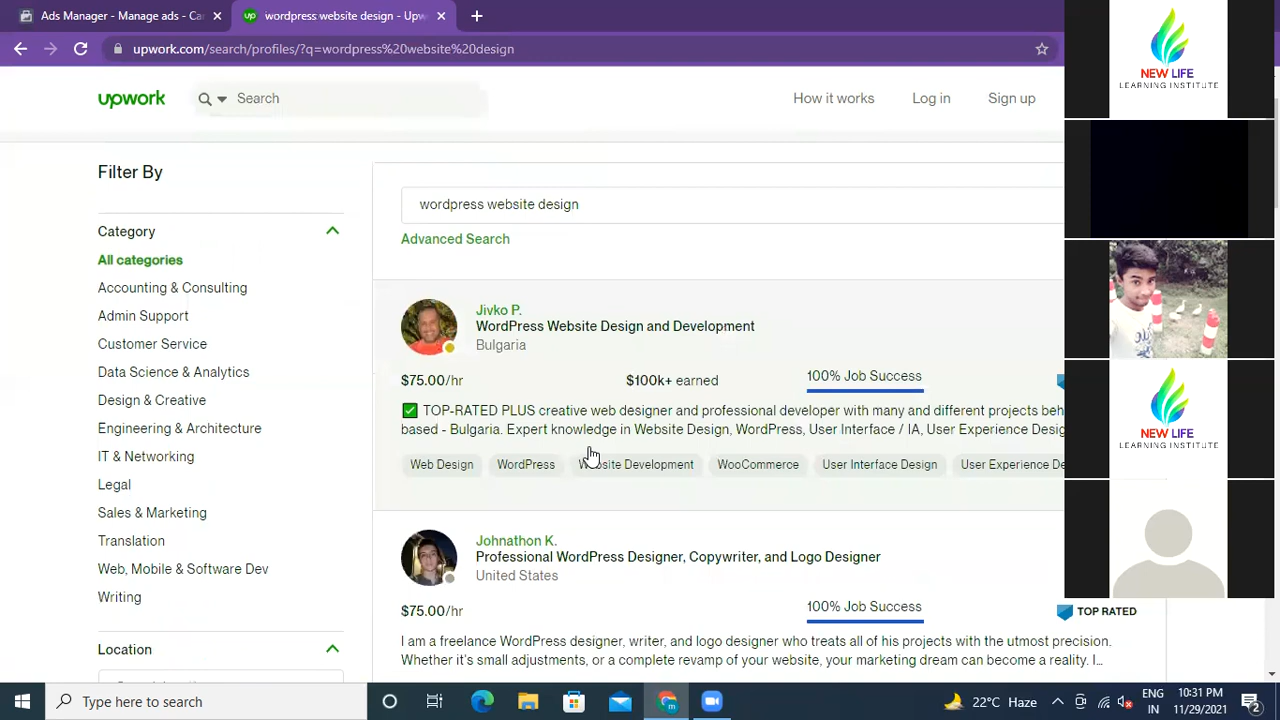 Ads Manager - Manage ads - Ca
wordpress website design - Upw
upwork.com/search/profiles/?q=wordpress%20website%20design
upwork
Search
How it works
Log in
Sign up
Filter By
Category
All categories
Accounting & Consulting
Admin Support
Customer Service
Data Science & Analytics
Design & Creative
Engineering & Architecture
IT & Networking
Legal
Sales & Marketing
Translation
Web, Mobile & Software Dev
Writing
Location
wordpress website design
Advanced Search
Jivko P.
WordPress Website Design and Development
Bulgaria
$75.00/hr
$100k+ earned
100% Job Success
TOP-RATED PLUS creative web designer and professional developer with many and different projects beh
based - Bulgaria. Expert knowledge in Website Design, WordPress, User Interface / IA, User Experience Desig
Web Design
WordPress
Website Development
WooCommerce
User Interface Design
User Experience De
Johnathon K.
Professional WordPress Designer, Copywriter, and Logo Designer
United States
$75.00/hr
100% Job Success
TOP RATED
I am a freelance WordPress designer, writer, and logo designer who treats all of his projects with the utmost precision.
Whether it's small adjustments, or a complete revamp of your website, your marketing dream can become a reality. I...
NEW LIFE
LEARNING INSTITUTE
NEW LIFE
LEARNING INSTITUTE
Type here to search
22°C Haze
ENG
IN
10:31 PM
11/29/2021
2